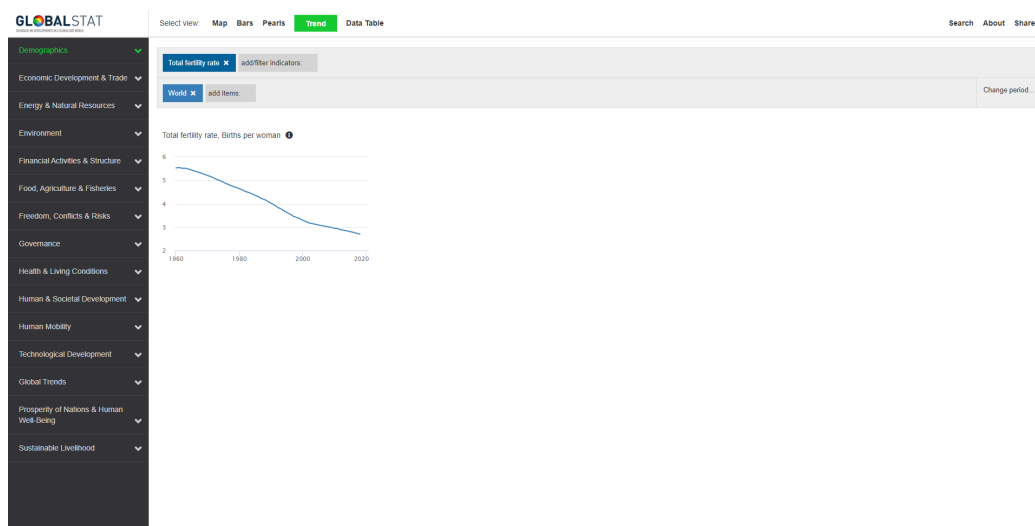 GLOBALSTAT
Select view: Map Bars Pearls Trend Data Table
Search About Share
Demographics
Economic Development & Trade
Energy & Natural Resources
Environment
Financial Activities & Structure
Food, Agriculture & Fisheries
Freedom, Conflicts & Risks
Governance
Health & Living Conditions
Human & Societal Development
Human Mobility
Technological Development
Global Trends
Prosperity of Nations & Human
Well-Being
Sustainable Livelihood
Total fertility rate × add/filter indicators:
World × add items:
Change period...
Total fertility rate, Births per woman
6
5
4
3
2
1960 1980 2000 2020